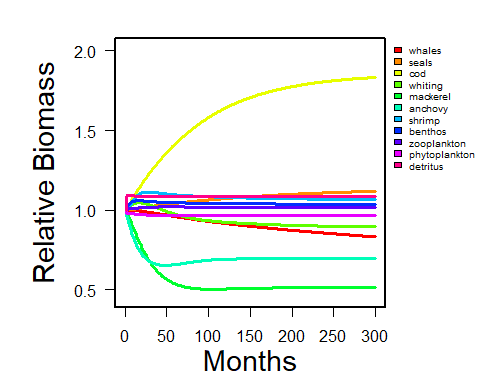 Relative Biomass
2.0
1.5
1.0
0.5
0 50 100 150 200 250 300
Months
whales
seals
cod
whiting
mackerel
anchovy
shrimp
benthos
zooplankton
phytoplankton
detritus